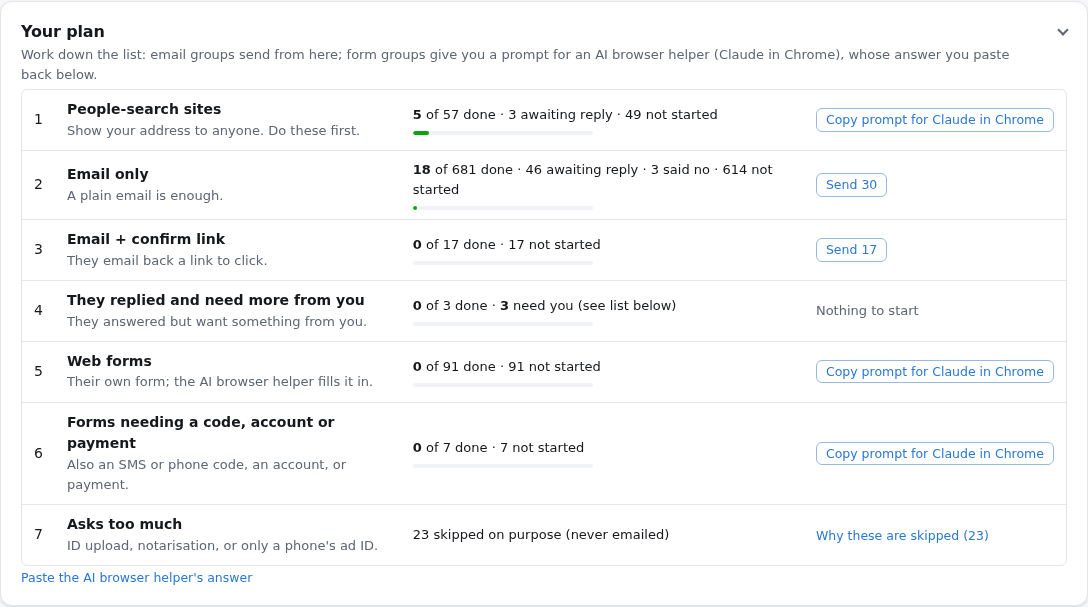 Your plan
Work down the list: email groups send from here; form groups give you a prompt for an AI browser helper (Claude in Chrome), whose answer you paste
back below.
1
People-search sites
Show your address to anyone. Do these first.
5 of 57 done · 3 awaiting reply · 49 not started
Copy prompt for Claude in Chrome
2
Email only
A plain email is enough.
18 of 681 done · 46 awaiting reply · 3 said no · 614 not
started
Send 30
3
Email + confirm link
They email back a link to click.
0 of 17 done · 17 not started
Send 17
4
They replied and need more from you
They answered but want something from you.
0 of 3 done · 3 need you (see list below)
Nothing to start
5
Web forms
Their own form; the AI browser helper fills it in.
0 of 91 done · 91 not started
Copy prompt for Claude in Chrome
6
Forms needing a code, account or
payment
Also an SMS or phone code, an account, or
payment.
0 of 7 done · 7 not started
Copy prompt for Claude in Chrome
7
Asks too much
ID upload, notarisation, or only a phone's ad ID.
23 skipped on purpose (never emailed)
Why these are skipped (23)
Paste the AI browser helper's answer